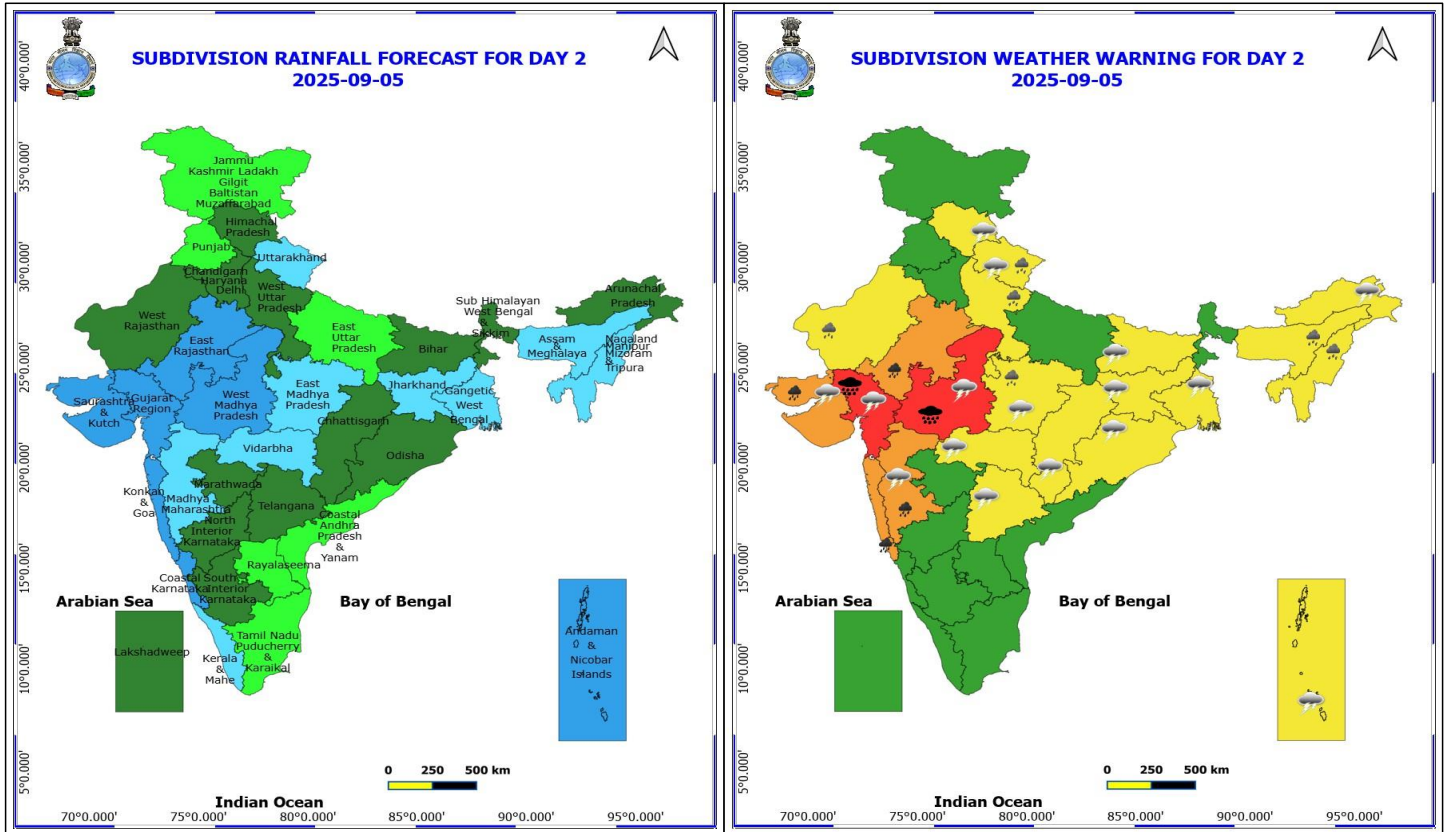 SUBDIVISION RAINFALL FORECAST FOR DAY 2
2025-09-05
40°0.000'
35°0.000'
30°0.000'
25°0.000'
20°0.000'
15°0.000'
10°0.000'
5°0.000'
Jammu
Kashmir Ladakh
Gilgit
Baltistan
Muzaffarabad
Himachal
Pradesh
Punjab
Uttarakhand
Chandigarh
Haryana
Delhi
West
Uttar
Pradesh
West
Rajasthan
East
Rajasthan
East
Uttar
Pradesh
Bihar
Sub Himalayan
West Bengal
&
Sikkim
Arunachal
Pradesh
Assam
&
Meghalaya
Nagaland
Manipur
Mizoram
&
Tripura
Saurashtra
&
Kutch
Gujarat
Region
West
Madhya
Pradesh
East
Madhya
Pradesh
Jharkhand
Gangetic
West
Bengal
Chhattisgarh
Odisha
Vidarbha
Konkan
&
Goa
Madhya
Maharashtra
Marathwada
Telangana
North
Interior
Karnataka
Coastal
Andhra
Pradesh
&
Yanam
Rayalaseema
Coastal
Karnataka
South
Interior
Karnataka
Tamil Nadu
Puducherry
&
Karaikal
Kerala
&
Mahe
Lakshadweep
Andaman
&
Nicobar
Islands
Arabian Sea
Bay of Bengal
Indian Ocean
0 250 500 km
70°0.000' 75°0.000' 80°0.000' 85°0.000' 90°0.000' 95°0.000'
SUBDIVISION WEATHER WARNING FOR DAY 2
2025-09-05
40°0.000'
35°0.000'
30°0.000'
25°0.000'
20°0.000'
15°0.000'
10°0.000'
5°0.000'
Arabian Sea
Bay of Bengal
Indian Ocean
0 250 500 km
70°0.000' 75°0.000' 80°0.000' 85°0.000' 90°0.000' 95°0.000'